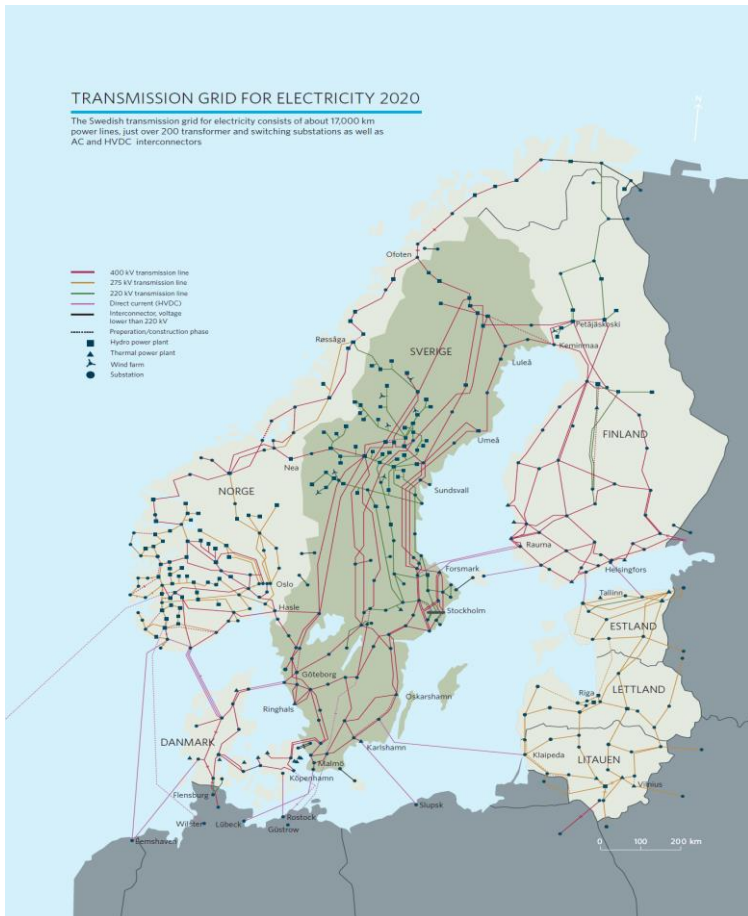 TRANSMISSION GRID FOR ELECTRICITY 2020
The Swedish transmission grid for electricity consists of about 17,000 km
power lines, just over 200 transformer and switching substations as well as
AC and HVDC interconnectors
400 kV transmission line
275 kV transmission line
220 kV transmission line
Direct current (HVDC)
Interconnector, voltage
lower than 220 kV
Preperation/construction phase
Hydro power plant
Thermal power plant
Wind farm
Substation
Ofoten
Petäjäskoski
Røssåga
Keminmaa
SVERIGE
Luleå
FINLAND
Umeå
Nea
NORGE
Sundsvall
Rauma
Forsmark
Helsingfors
Oslo
Tallinn
Hasle
Stockholm
ESTLAND
Göteborg
LETTLAND
Riga
Oskarshamn
Ringhals
DANMARK
Karlshamn
Klaipeda
LITAUEN
Malmö
Köpenhamn
Vilnius
Flensburg
Slupsk
Rostock
Lübeck
Güstrow
Eemshaven
0 100 200 km